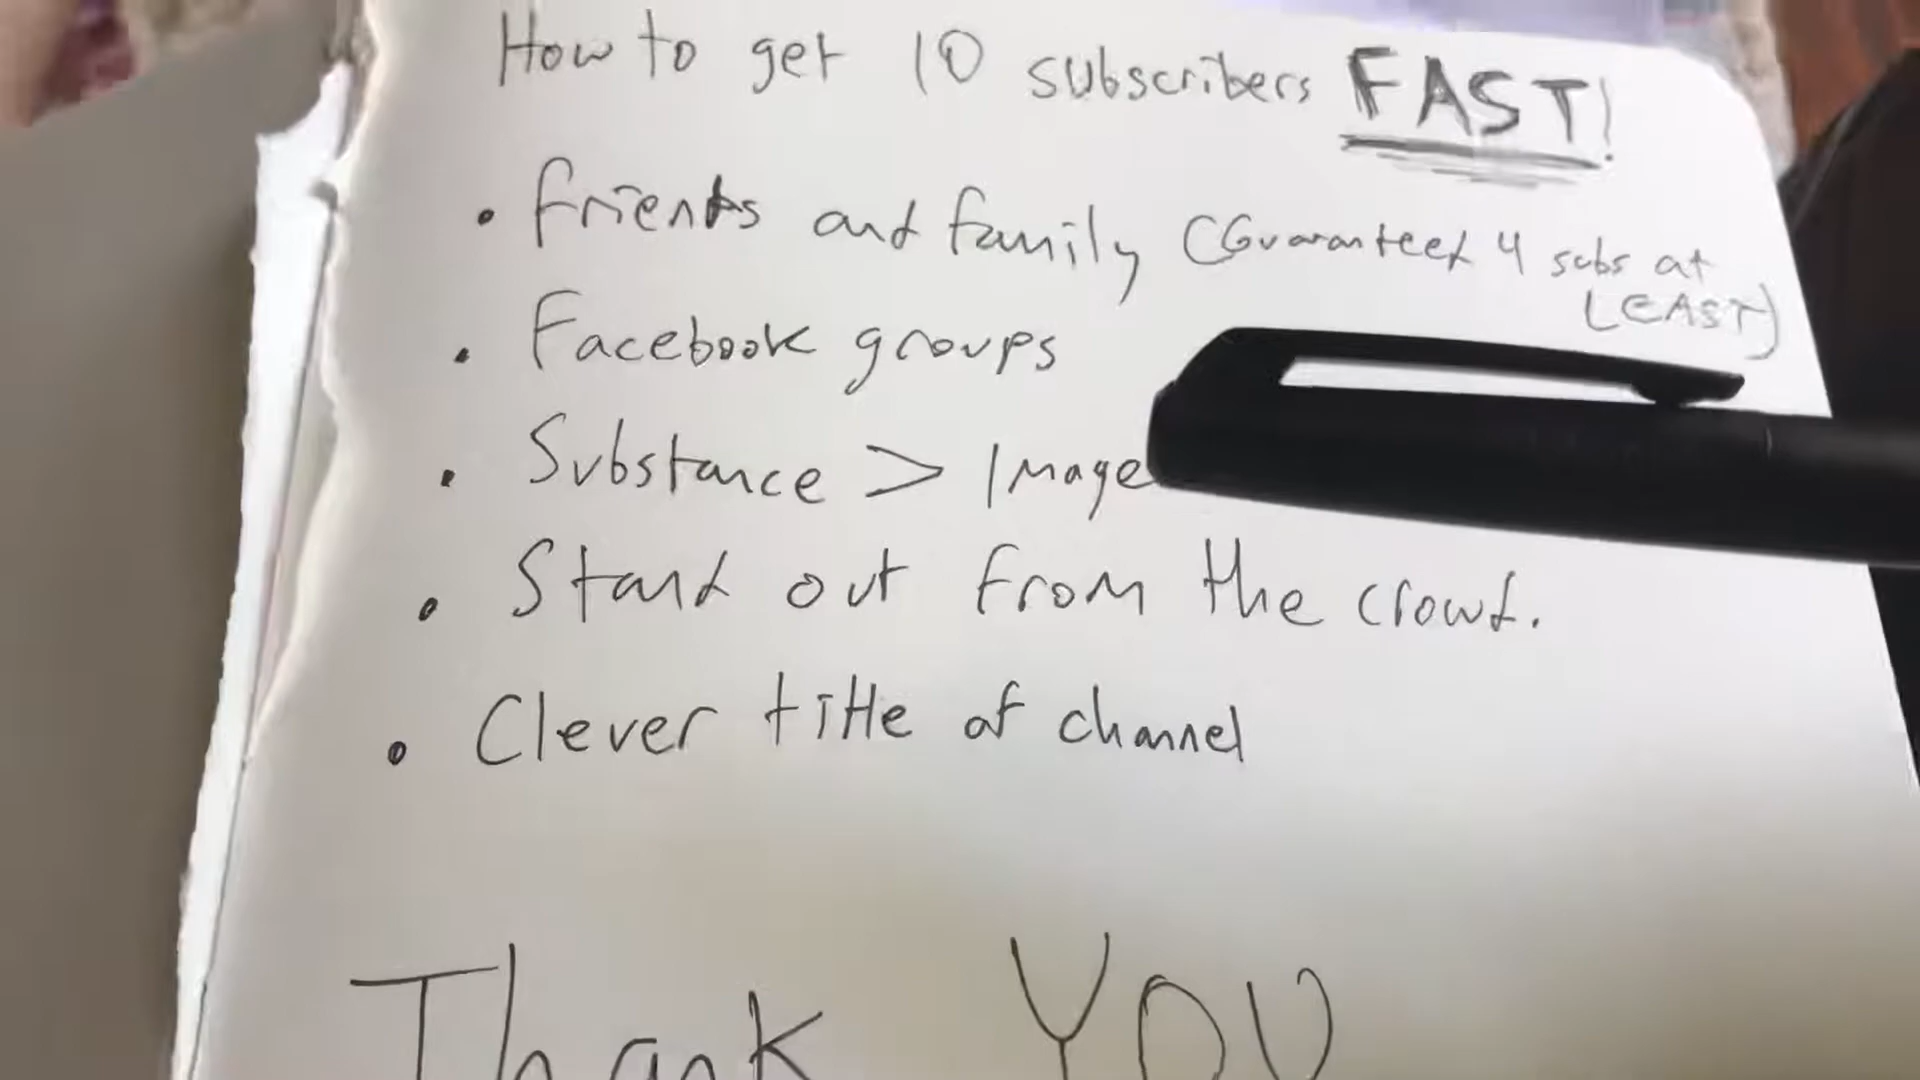 How to get 10 subscribers FAST!
• friends and family (Guaranteed 4 subs at
LEAST)
• Facebook groups
• Substance > Image
• Stand out from the crowd.
• Clever title of channel
Thank YOU